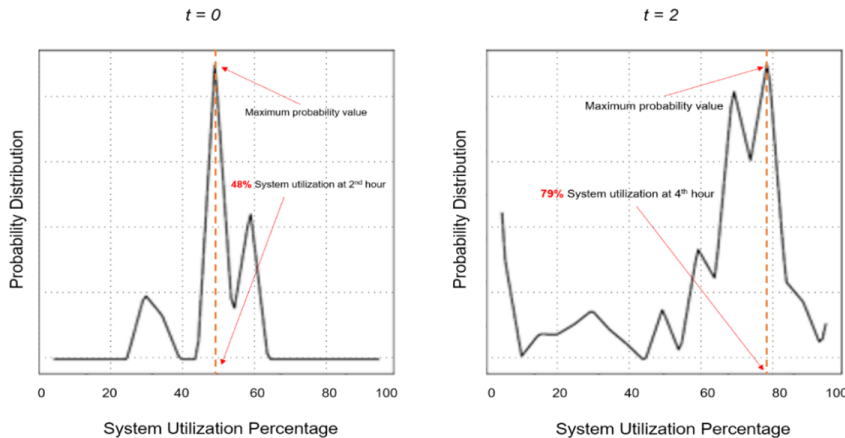 t = 0
Probability Distribution
Maximum probability value
48% System utilization at 2nd hour
0 20 40 60 80 100
System Utilization Percentage
t = 2
Probability Distribution
Maximum probability value
79% System utilization at 4th hour
0 20 40 60 80 100
System Utilization Percentage